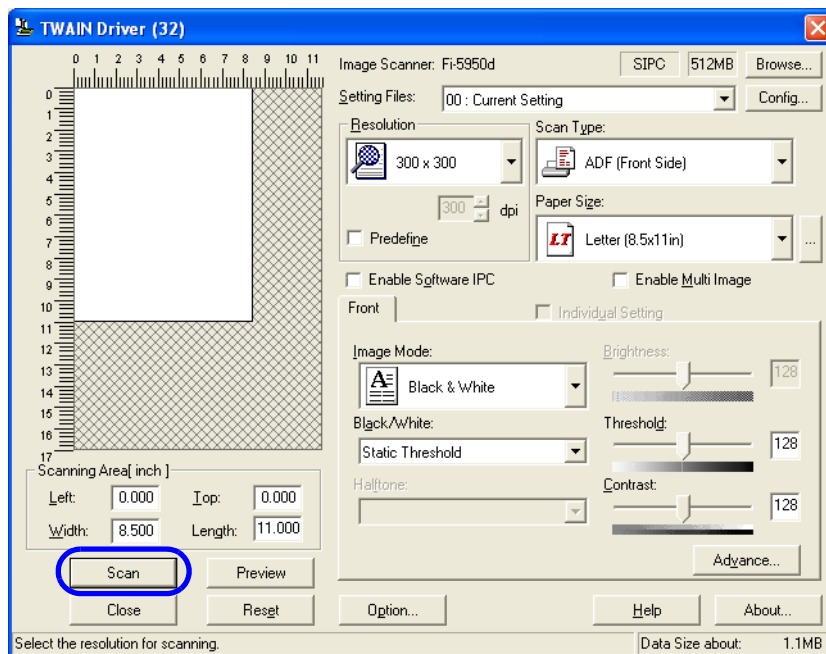 TWAIN Driver (32)
0 1 2 3 4 5 6 7 8 9 10 11
0
1
2
3
4
5
6
7
8
9
10
11
12
13
14
15
16
17
Image Scanner: Fi-5950d SIPC 512MB Browse...
Setting Files: 00 : Current Setting Config...
Resolution
300 x 300
300 dpi
Predefine
Scan Type:
ADF (Front Side)
Paper Size:
LT Letter (8.5x11in) ...
Enable Software IPC Enable Multi Image
Front
Individual Setting
Image Mode:
A Black & White
Black/White:
Static Threshold
Halftone:
Brightness:
128
Threshold:
128
Contrast:
128
Advance...
Scanning Area[ inch ]
Left: 0.000 Top: 0.000
Width: 8.500 Length: 11.000
Scan Preview
Close Reset Option... Help About...
Select the resolution for scanning. Data Size about: 1.1MB